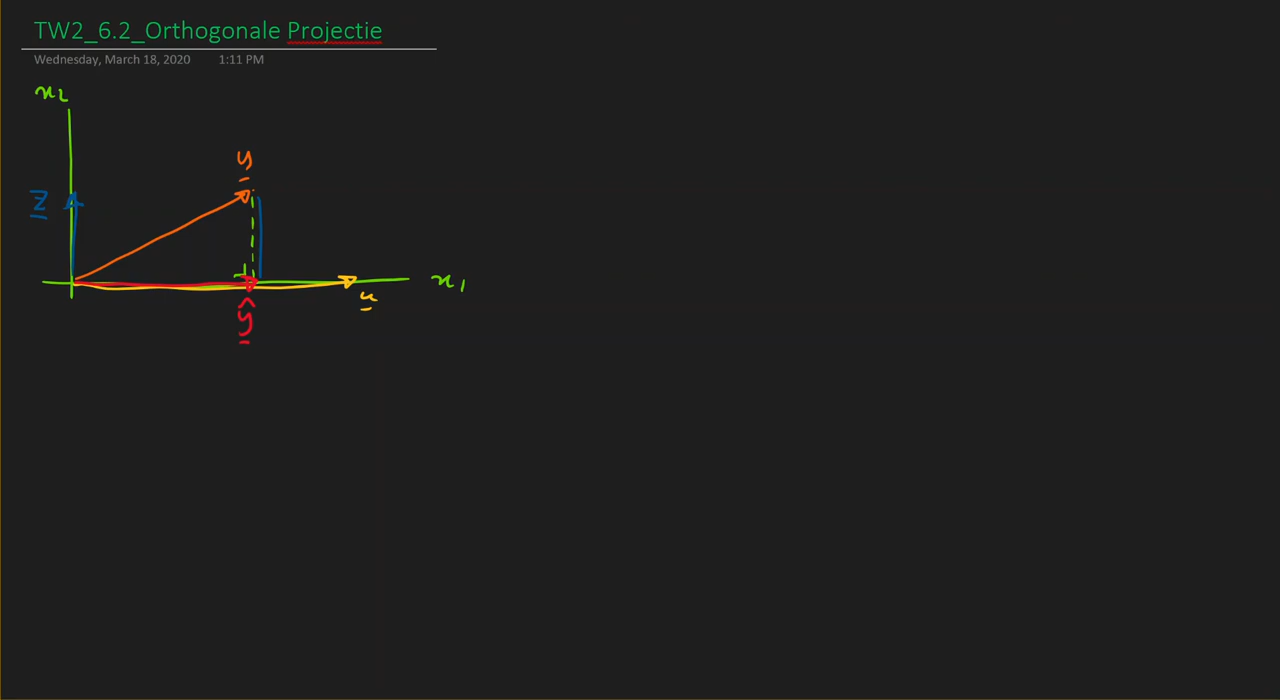 TW2_6.2_Orthogonale Projectie
Wednesday, March 18, 2020 1:11 PM
x₂
y
z
x₁
u
ŷ